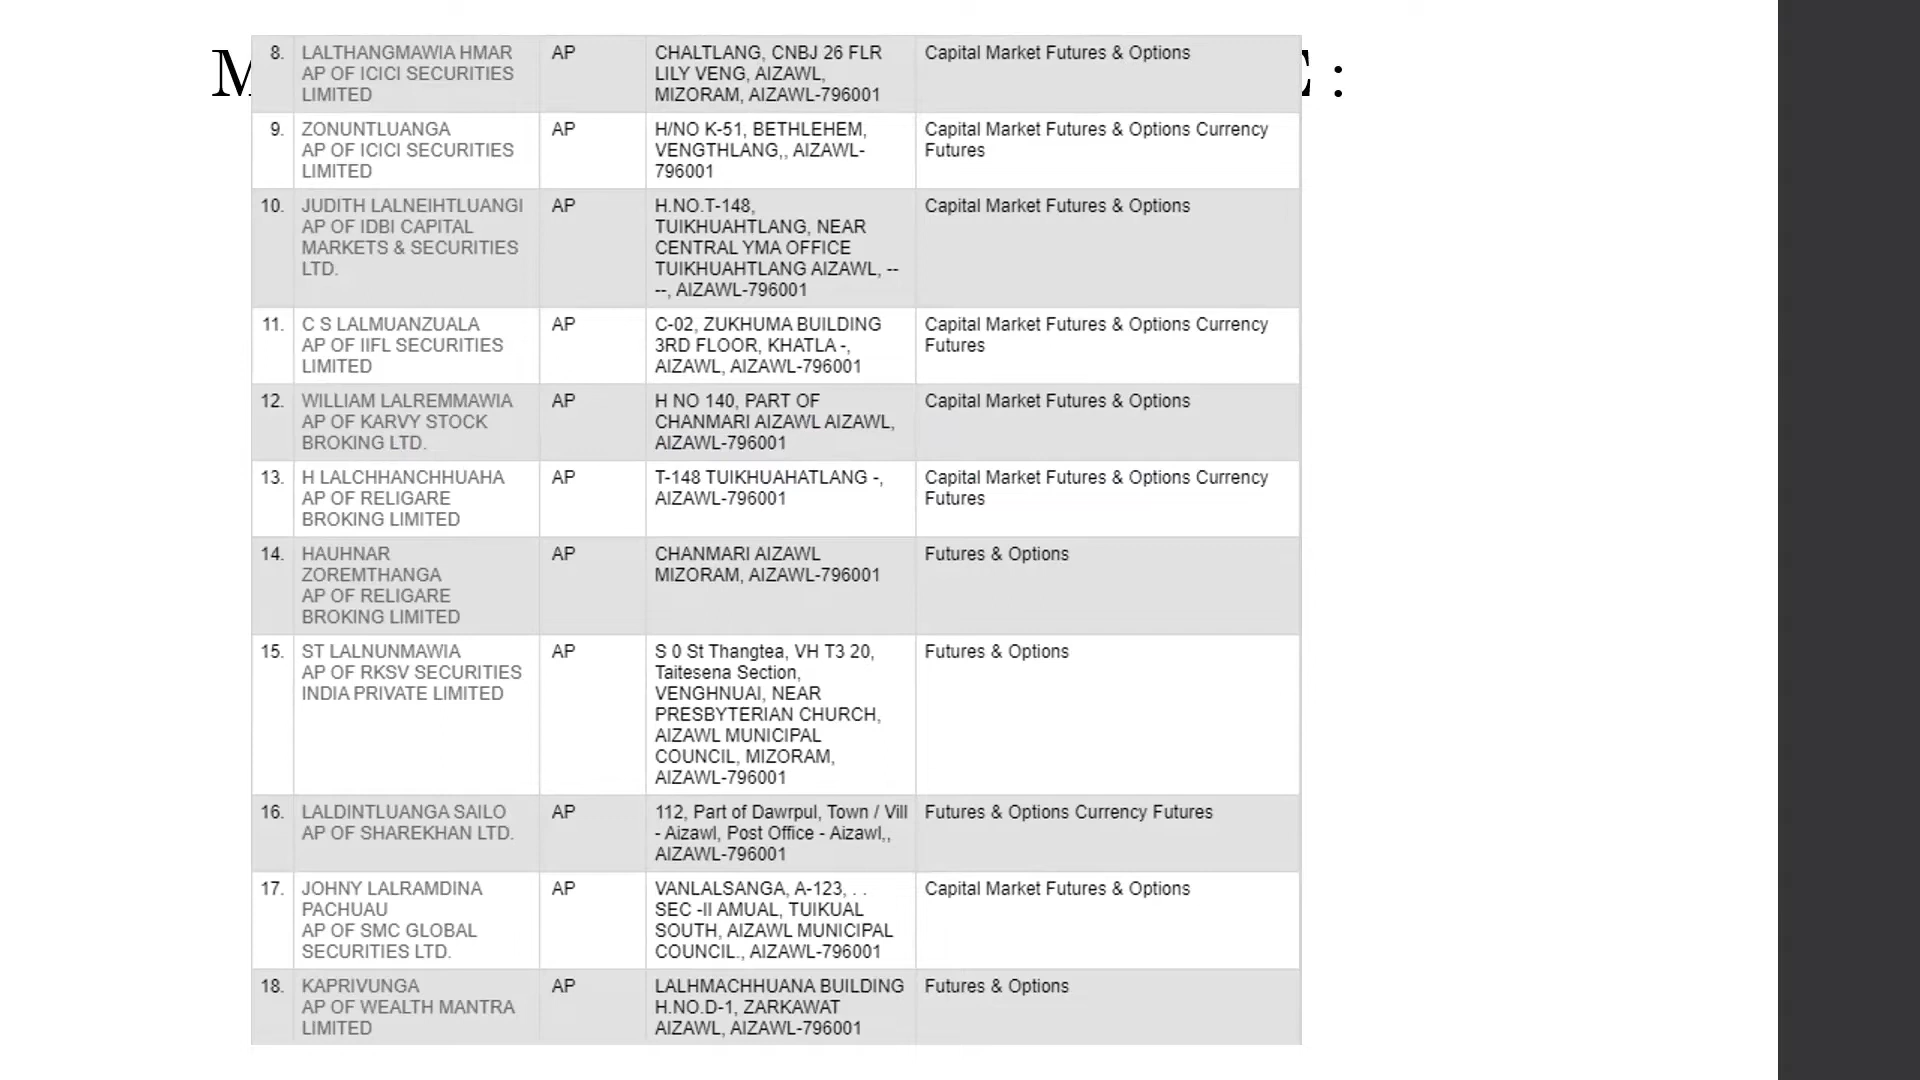 M E :
8. LALTHANGMAWIA HMAR AP CHALTLANG, CNBJ 26 FLR Capital Market Futures & Options
AP OF ICICI SECURITIES LILY VENG, AIZAWL,
LIMITED MIZORAM, AIZAWL-796001
9. ZONUNTLUANGA AP H/NO K-51, BETHLEHEM, Capital Market Futures & Options Currency
AP OF ICICI SECURITIES VENGTHLANG,, AIZAWL- Futures
LIMITED 796001
10. JUDITH LALNEIHTLUANGI AP H.NO.T-148, Capital Market Futures & Options
AP OF IDBI CAPITAL TUIKHUAHTLANG, NEAR
MARKETS & SECURITIES CENTRAL YMA OFFICE
LTD. TUIKHUAHTLANG AIZAWL, --
--, AIZAWL-796001
11. C S LALMUANZUALA AP C-02, ZUKHUMA BUILDING Capital Market Futures & Options Currency
AP OF IIFL SECURITIES 3RD FLOOR, KHATLA -, Futures
LIMITED AIZAWL, AIZAWL-796001
12. WILLIAM LALREMMAWIA AP H NO 140, PART OF Capital Market Futures & Options
AP OF KARVY STOCK CHANMARI AIZAWL AIZAWL,
BROKING LTD. AIZAWL-796001
13. H LALCHHANCHHUAHA AP T-148 TUIKHUAHATLANG -, Capital Market Futures & Options Currency
AP OF RELIGARE AIZAWL-796001 Futures
BROKING LIMITED
14. HAUHNAR AP CHANMARI AIZAWL Futures & Options
ZOREMTHANGA MIZORAM, AIZAWL-796001
AP OF RELIGARE
BROKING LIMITED
15. ST LALNUNMAWIA AP S 0 St Thangtea, VH T3 20, Futures & Options
AP OF RKSV SECURITIES Taitesena Section,
INDIA PRIVATE LIMITED VENGHNUAI, NEAR
PRESBYTERIAN CHURCH,
AIZAWL MUNICIPAL
COUNCIL, MIZORAM,
AIZAWL-796001
16. LALDINTLUANGA SAILO AP 112, Part of Dawrpul, Town / Vill Futures & Options Currency Futures
AP OF SHAREKHAN LTD. - Aizawl, Post Office - Aizawl,,
AIZAWL-796001
17. JOHNY LALRAMDINA AP VANLALSANGA, A-123, . . Capital Market Futures & Options
PACHUAU SEC -II AMUAL, TUIKUAL
AP OF SMC GLOBAL SOUTH, AIZAWL MUNICIPAL
SECURITIES LTD. COUNCIL., AIZAWL-796001
18. KAPRIVUNGA AP LALHMACHHUANA BUILDING Futures & Options
AP OF WEALTH MANTRA H.NO.D-1, ZARKAWAT
LIMITED AIZAWL, AIZAWL-796001